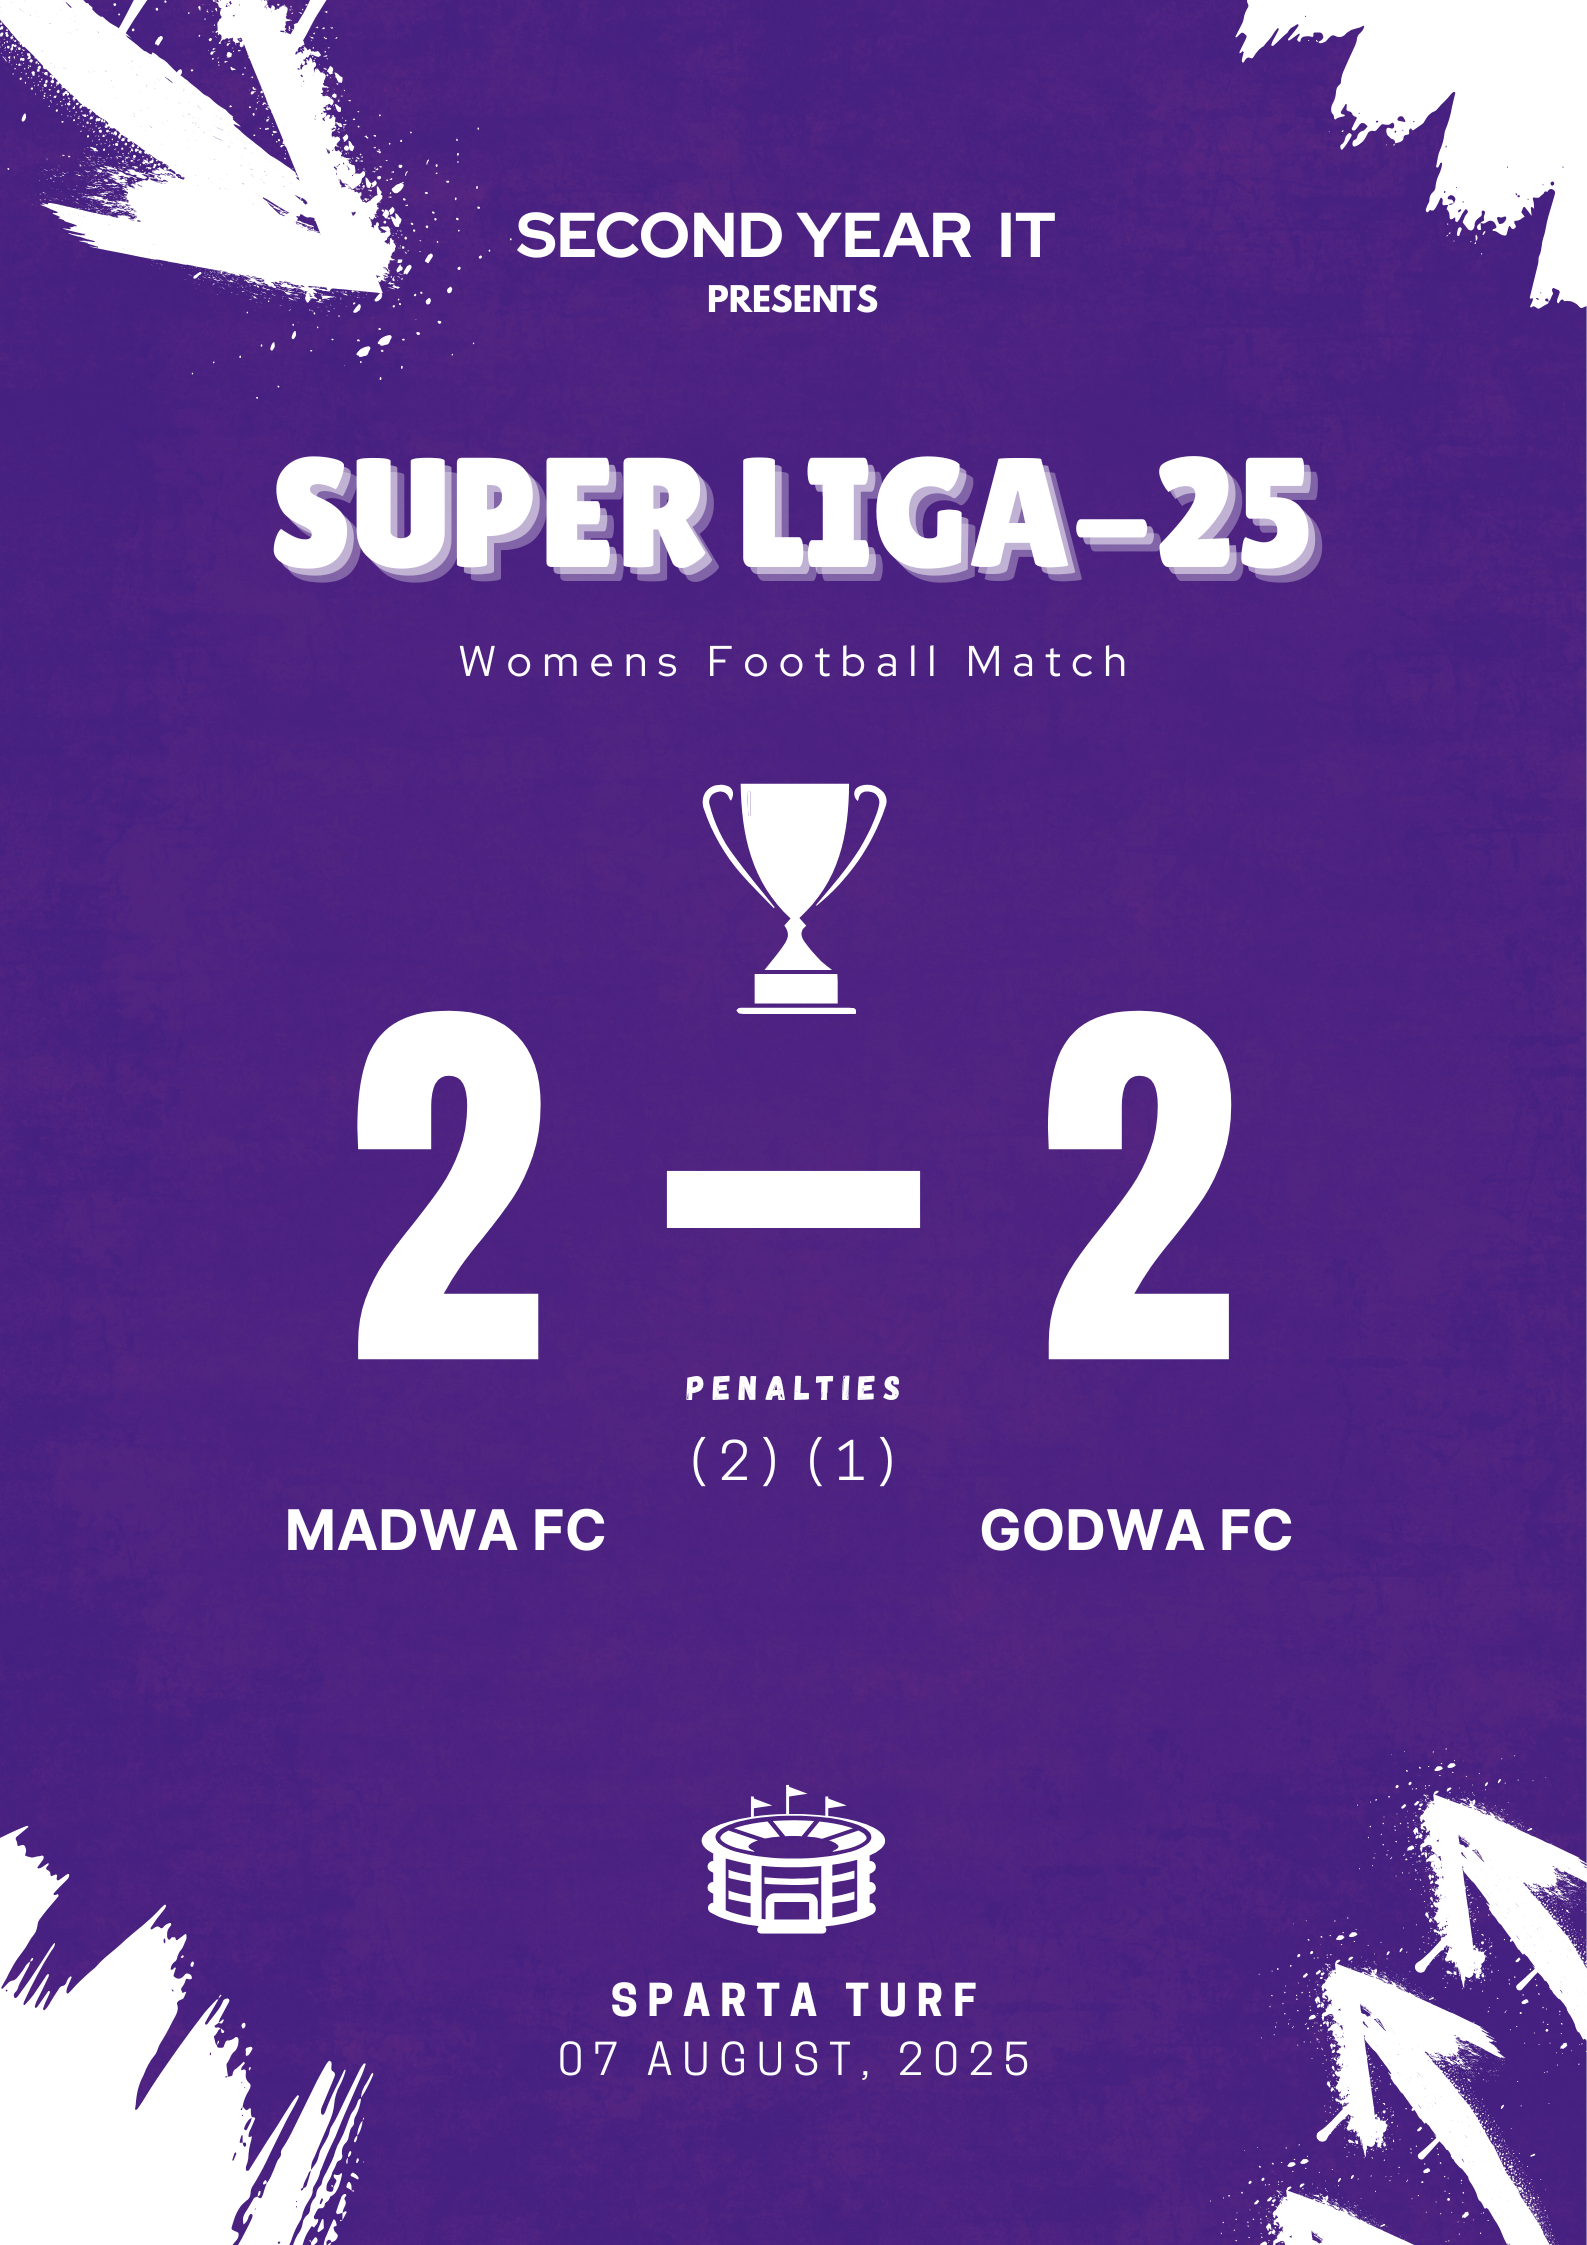 SECOND YEAR IT
PRESENTS
SUPER LIGA-25
Womens Football Match
2 – 2
PENALTIES
(2) (1)
MADWA FC GODWA FC
SPARTA TURF
07 AUGUST, 2025